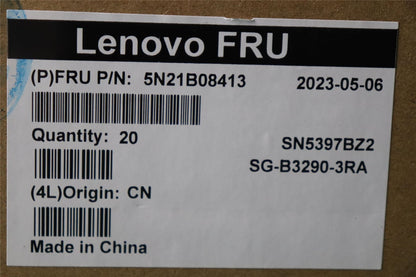 Lenovo FRU
(P)FRU P/N: 5N21B08413 2023-05-06
Quantity: 20
SN5397BZ2
SG-B3290-3RA
(4L)Origin: CN
Made in China